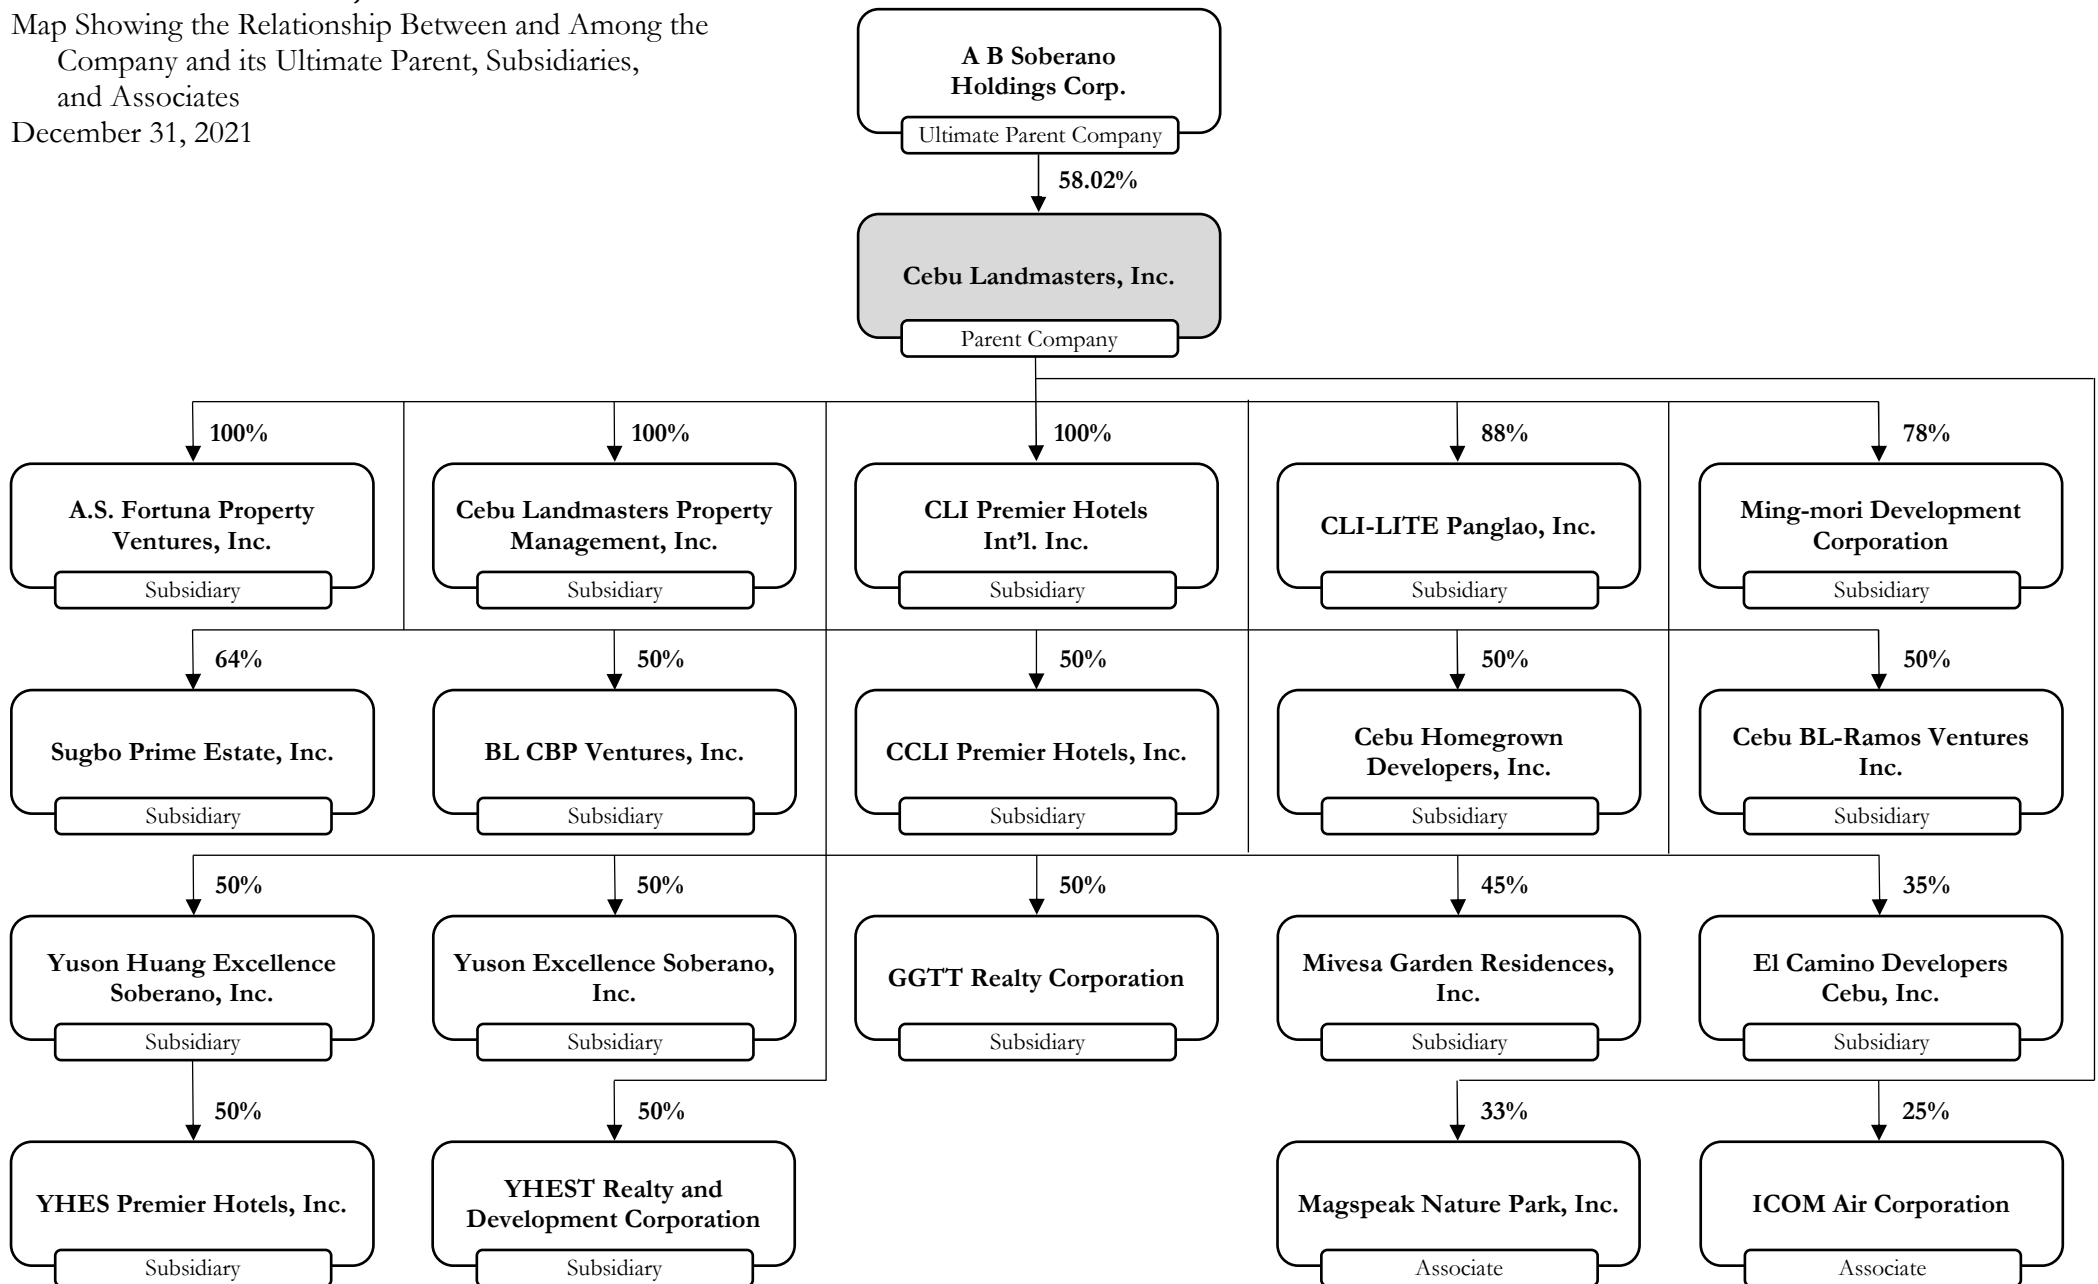 Map Showing the Relationship Between and Among the
Company and its Ultimate Parent, Subsidiaries,
and Associates
December 31, 2021
A B Soberano
Holdings Corp.
Ultimate Parent Company
58.02%
Cebu Landmasters, Inc.
Parent Company
100%
100%
100%
88%
78%
A.S. Fortuna Property
Ventures, Inc.
Subsidiary
Cebu Landmasters Property
Management, Inc.
Subsidiary
CLI Premier Hotels
Int'l. Inc.
Subsidiary
CLI-LITE Panglao, Inc.
Subsidiary
Ming-mori Development
Corporation
Subsidiary
64%
50%
50%
50%
50%
Sugbo Prime Estate, Inc.
Subsidiary
BL CBP Ventures, Inc.
Subsidiary
CCLI Premier Hotels, Inc.
Subsidiary
Cebu Homegrown
Developers, Inc.
Subsidiary
Cebu BL-Ramos Ventures
Inc.
Subsidiary
50%
50%
50%
45%
35%
Yuson Huang Excellence
Soberano, Inc.
Subsidiary
Yuson Excellence Soberano,
Inc.
Subsidiary
GGTT Realty Corporation
Subsidiary
Mivesa Garden Residences,
Inc.
Subsidiary
El Camino Developers
Cebu, Inc.
Subsidiary
50%
50%
33%
25%
YHES Premier Hotels, Inc.
Subsidiary
YHEST Realty and
Development Corporation
Subsidiary
Magspeak Nature Park, Inc.
Associate
ICOM Air Corporation
Associate